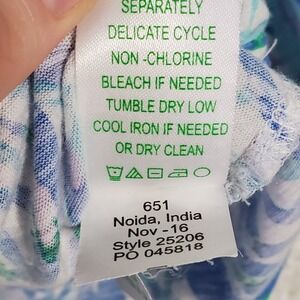 SEPARATELY
DELICATE CYCLE
NON-CHLORINE
BLEACH IF NEEDED
TUMBLE DRY LOW
COOL IRON IF NEEDED
OR DRY CLEAN
651
Noida, India
Nov -16
Style 25206
PO 045818